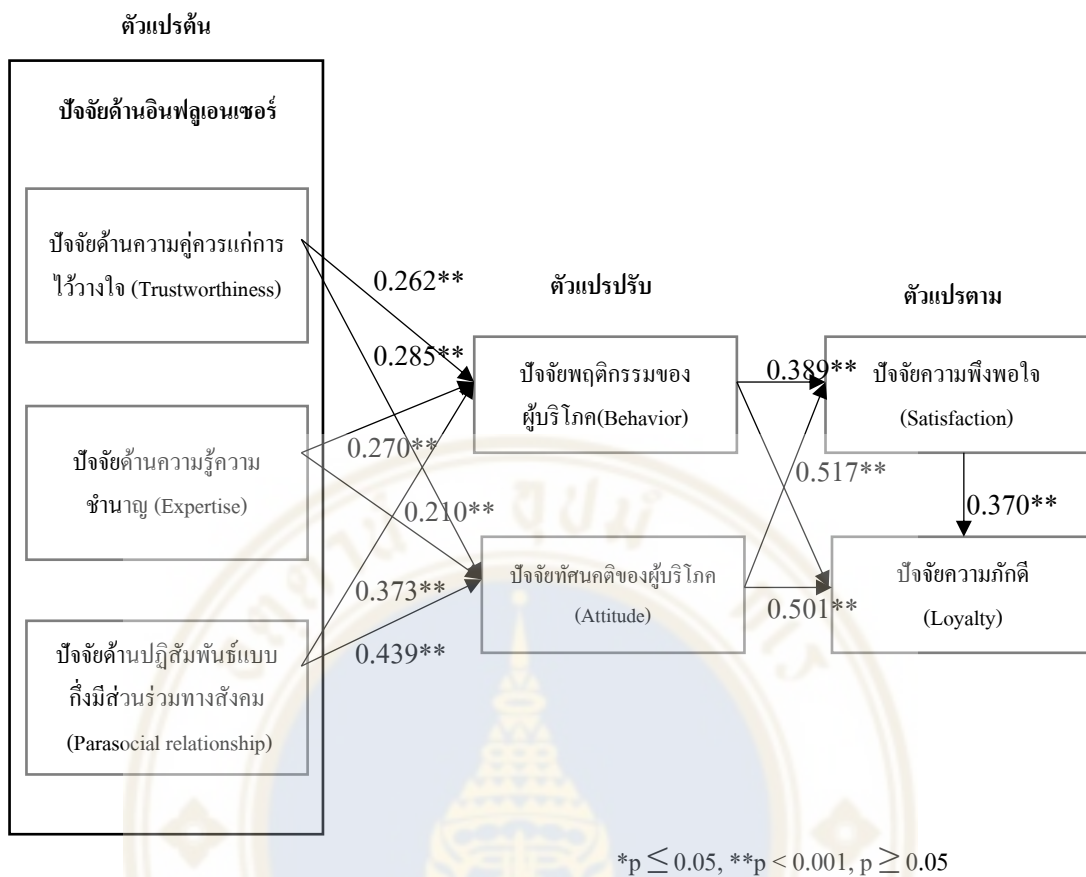 ตัวแปรต้น
ปัจจัยด้านอินฟลูเอนเซอร์
ปัจจัยด้านความคู่ควรแก่การ
ไว้วางใจ (Trustworthiness)
ปัจจัยด้านความรู้ความ
ชำนาญ (Expertise)
ปัจจัยด้านปฏิสัมพันธ์แบบ
กึ่งมีส่วนร่วมทางสังคม
(Parasocial relationship)
0.262**
0.285**
0.270**
0.210**
0.373**
0.439**
ตัวแปรปรับ
ปัจจัยพฤติกรรมของ
ผู้บริโภค(Behavior)
ปัจจัยทัศนคติของผู้บริโภค
(Attitude)
0.389**
0.517**
0.501**
ตัวแปรตาม
ปัจจัยความพึงพอใจ
(Satisfaction)
0.370**
ปัจจัยความภักดี
(Loyalty)
*p ≤ 0.05, **p < 0.001, p ≥ 0.05